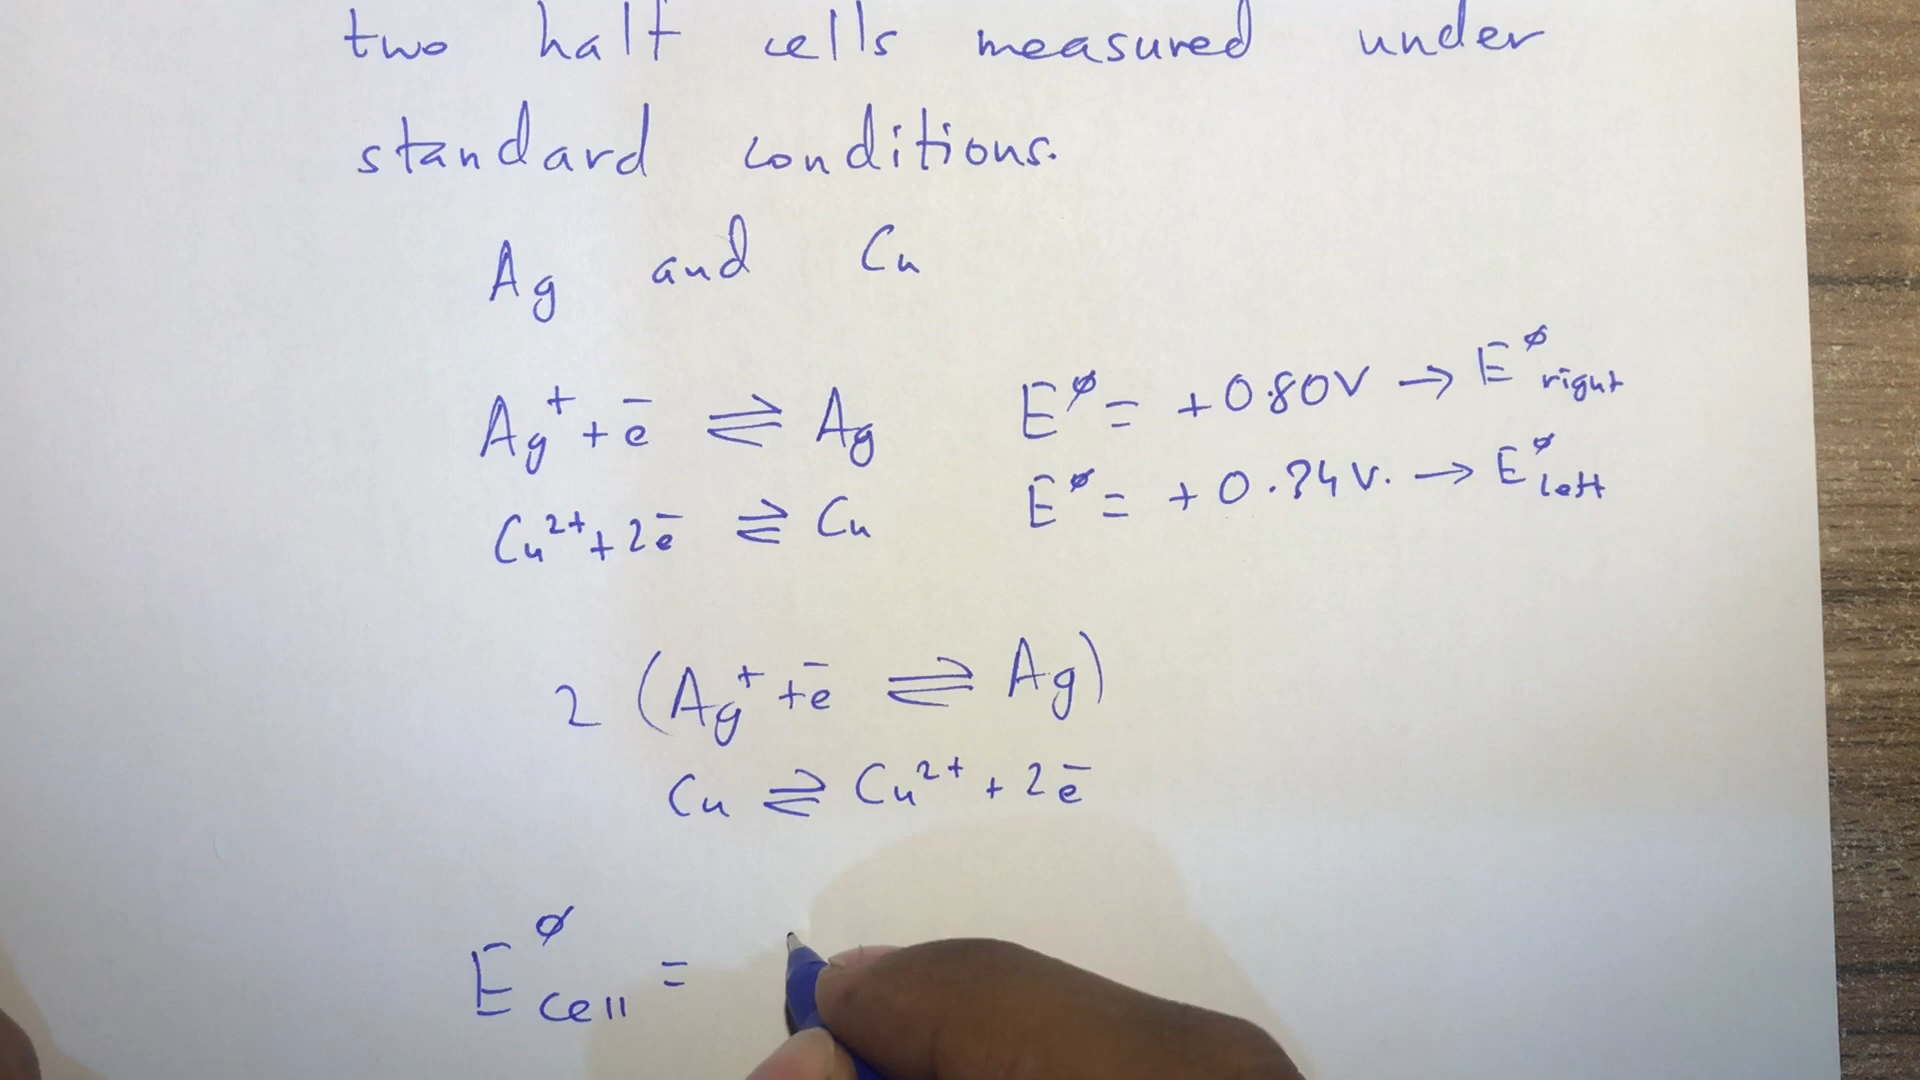 two half cells measured under
standard conditions.
Ag and Cu
Ag⁺ + e⁻ ⇌ Ag E^ø = +0.80V → E^ø right
Cu²⁺ + 2e⁻ ⇌ Cu E^ø = +0.34V. → E^ø left
2 (Ag⁺ + e⁻ ⇌ Ag)
Cu ⇌ Cu²⁺ + 2e⁻
E^ø cell =